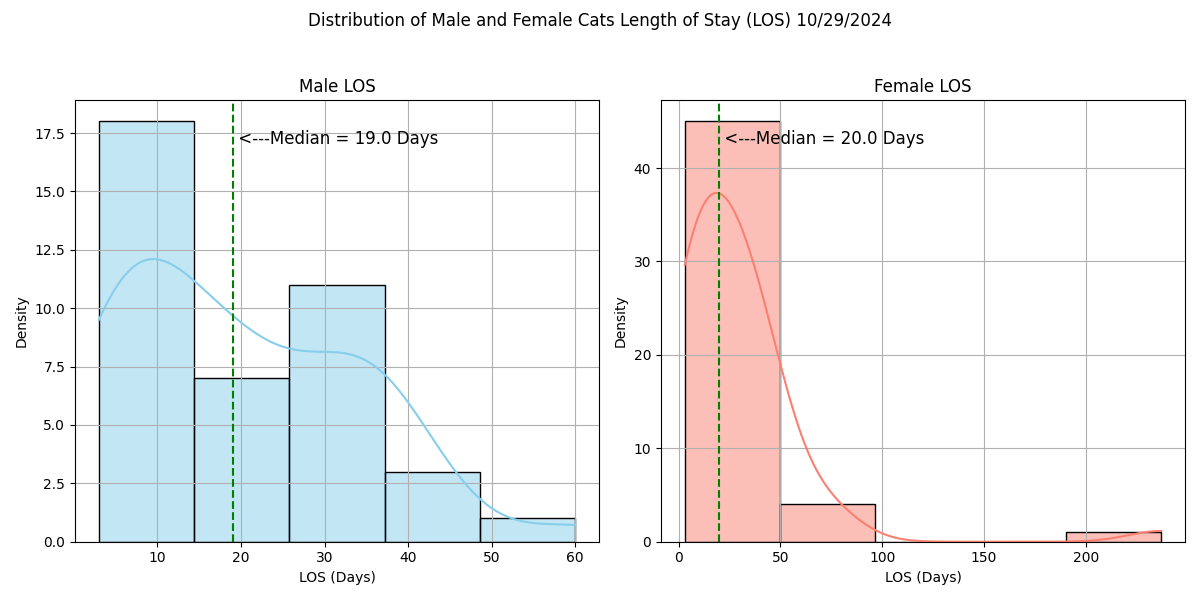 Distribution of Male and Female Cats Length of Stay (LOS) 10/29/2024
Male LOS
Density
17.5
15.0
12.5
10.0
7.5
5.0
2.5
0.0
<---Median = 19.0 Days
10 20 30 40 50 60
LOS (Days)
Female LOS
Density
40
30
20
10
0
<---Median = 20.0 Days
0 50 100 150 200
LOS (Days)